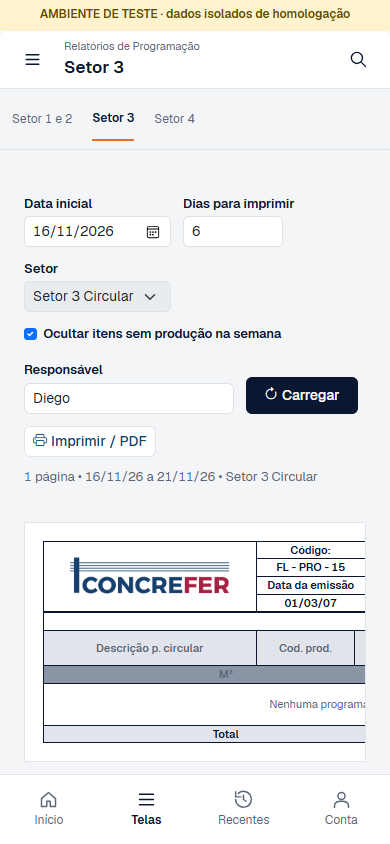 AMBIENTE DE TESTE · dados isolados de homologação
Relatórios de Programação
Setor 3
Setor 1 e 2
Setor 3
Setor 4
Data inicial
Dias para imprimir
16/11/2026
6
Setor
Setor 3 Circular
Ocultar itens sem produção na semana
Responsável
Diego
Carregar
Imprimir / PDF
1 página • 16/11/26 a 21/11/26 • Setor 3 Circular
CONCREFER
Código:
FL - PRO - 15
Data da emissão
01/03/07
Descrição p. circular
Cod. prod.
M³
Nenhuma programa
Total
Início
Telas
Recentes
Conta